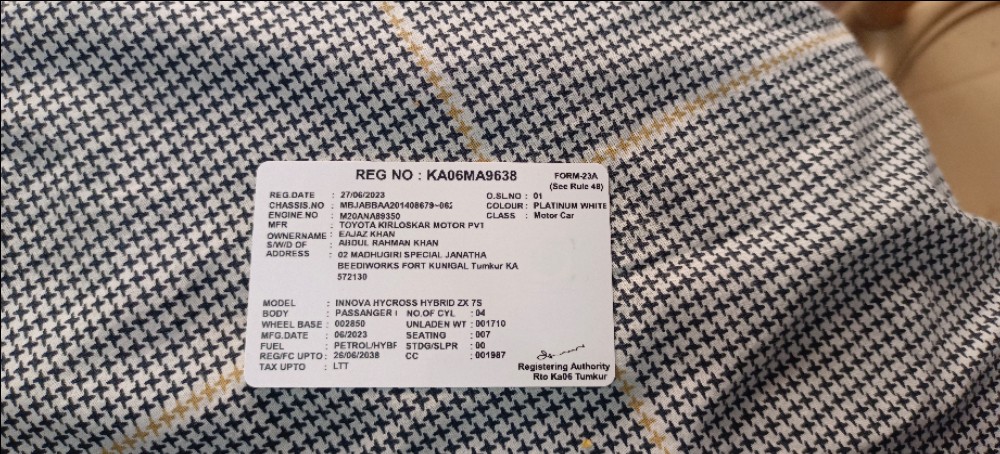 REG NO : KA06MA9638 FORM-23A
(See Rule 48)
REG.DATE : 27/06/2023 O.SLNO : 01
CHASSIS.NO : MBJABBAA201408679~062 COLOUR : PLATINUM WHITE
ENGINE.NO : M20ANA89350 CLASS : Motor Car
MFR : TOYOTA KIRLOSKAR MOTOR PVT
OWNERNAME : EAJAZ KHAN
S/W/D OF : ABDUL RAHMAN KHAN
ADDRESS : 02 MADHUGIRI SPECIAL JANATHA
BEEDIWORKS FORT KUNIGAL Tumkur KA
572130
MODEL : INNOVA HYCROSS HYBRID ZX 7S
BODY : PASSENGER NO.OF CYL : 04
WHEEL BASE : 002850 UNLADEN WT : 001710
MFG.DATE : 06/2023 SEATING : 007
FUEL : PETROL/HYBF STDG/SLPR : 00
REG/FC UPTO : 26/06/2038 CC : 001987
TAX UPTO : LTT
Registering Authority
Rto Ka06 Tumkur